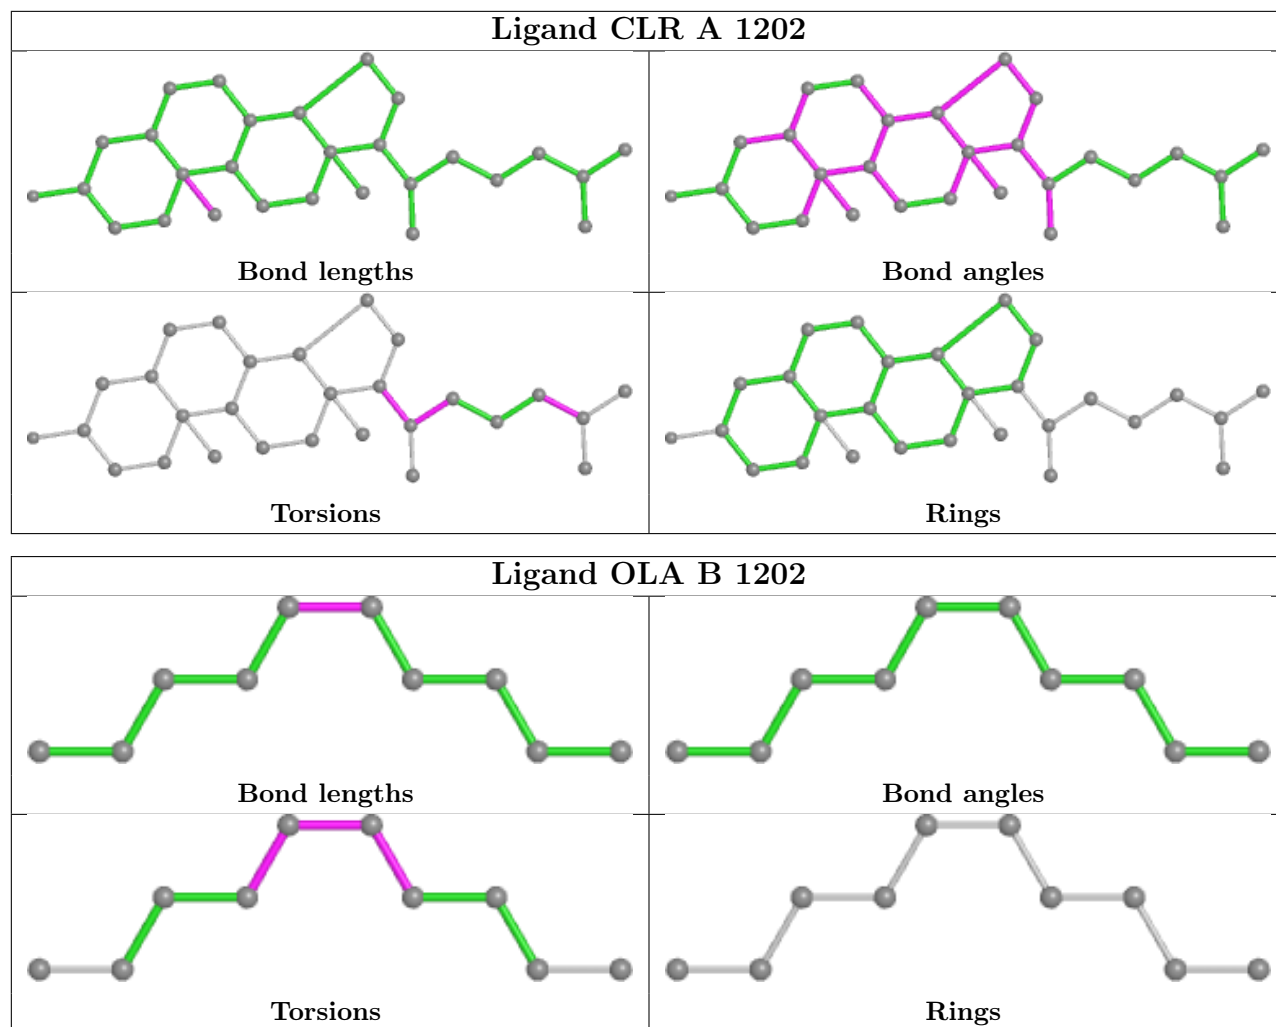 Ligand CLR A 1202
Bond lengths
Bond angles
Torsions
Rings
Ligand OLA B 1202
Bond lengths
Bond angles
Torsions
Rings